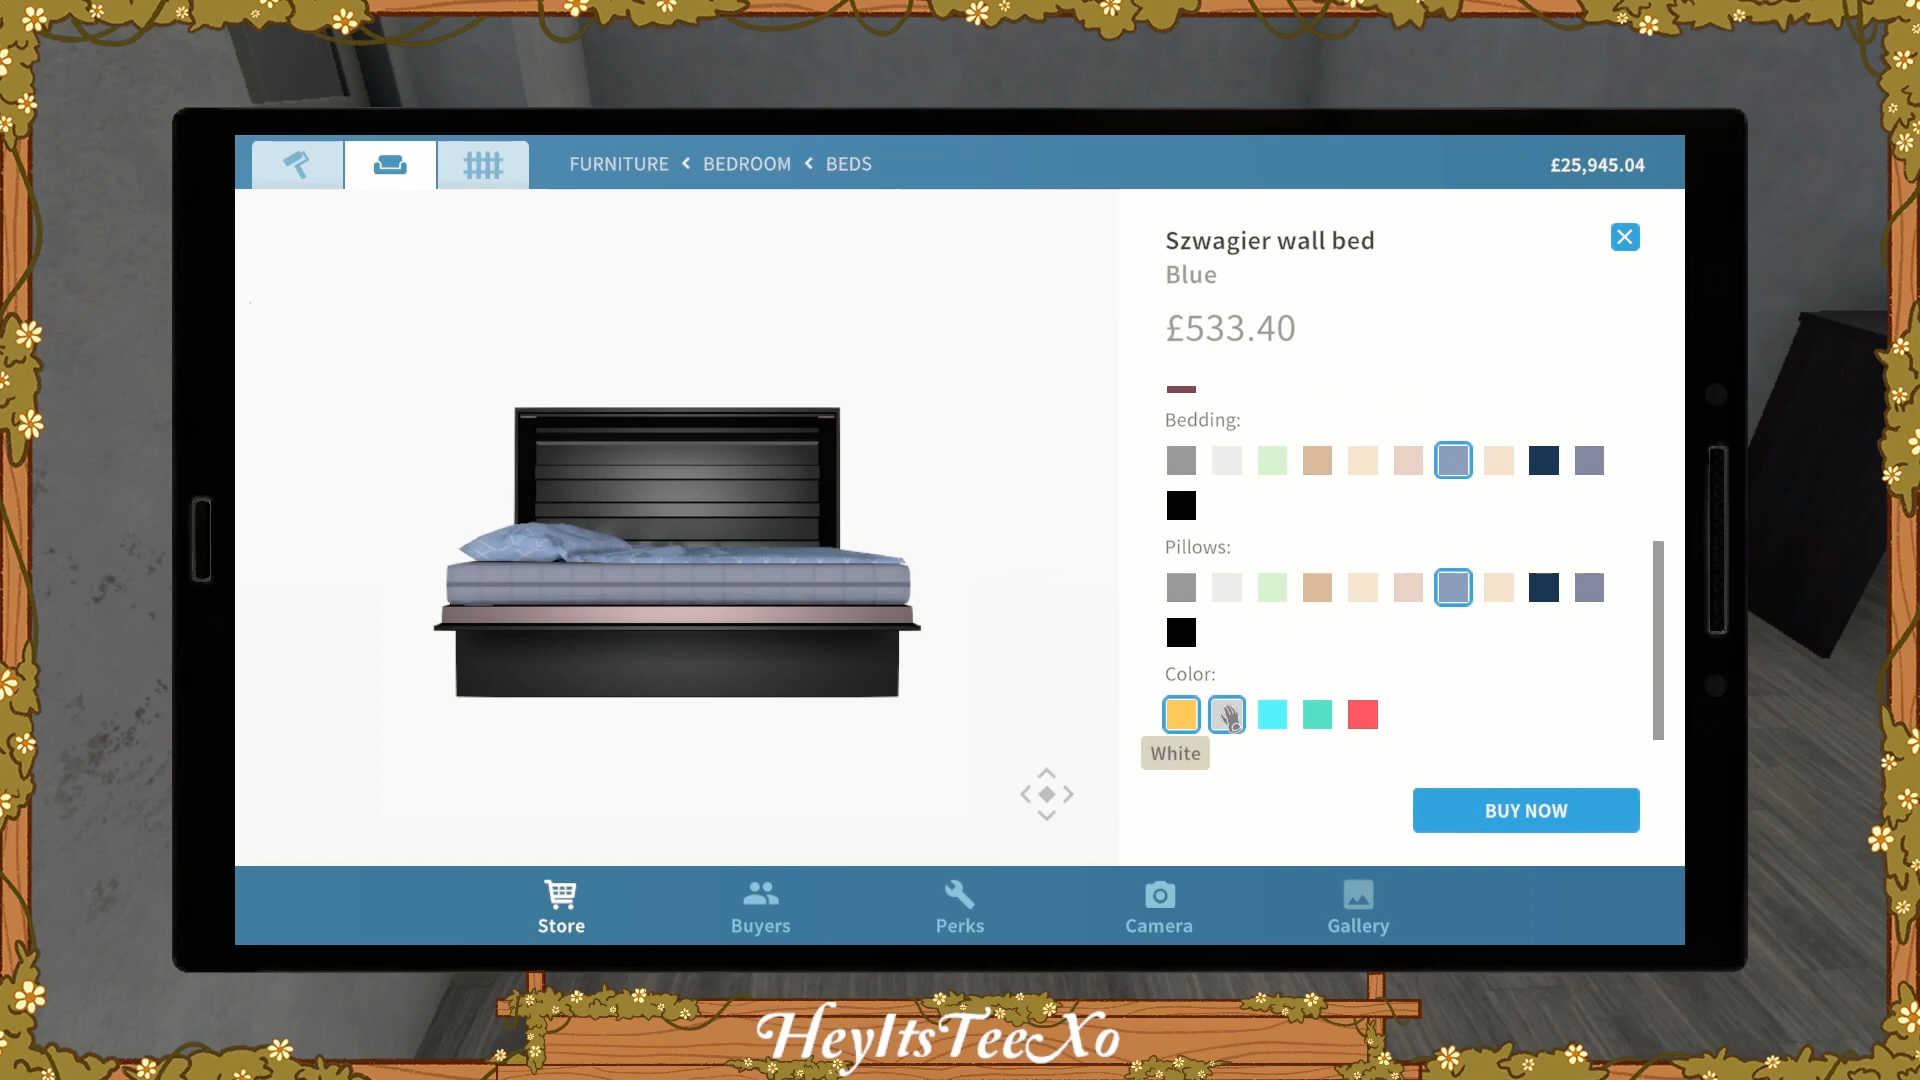 FURNITURE < BEDROOM < BEDS
£25,945.04
Szwagier wall bed
Blue
£533.40
Bedding:
Pillows:
Color:
White
BUY NOW
Store
Buyers
Perks
Camera
Gallery
HeyItsTeeXo